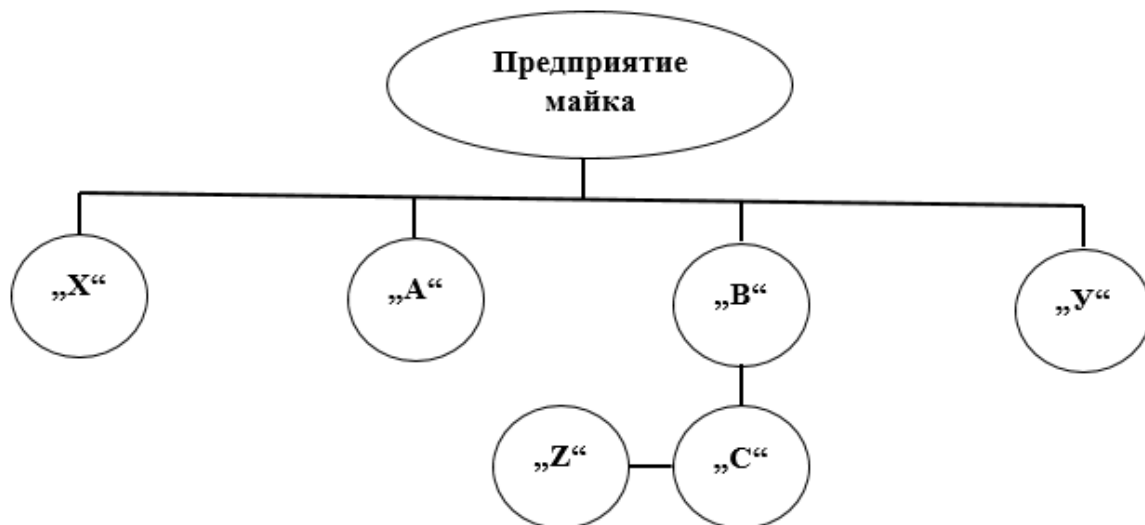 Предприятие
майка
„X“
„A“
„B“
„У“
„Z“
„C“